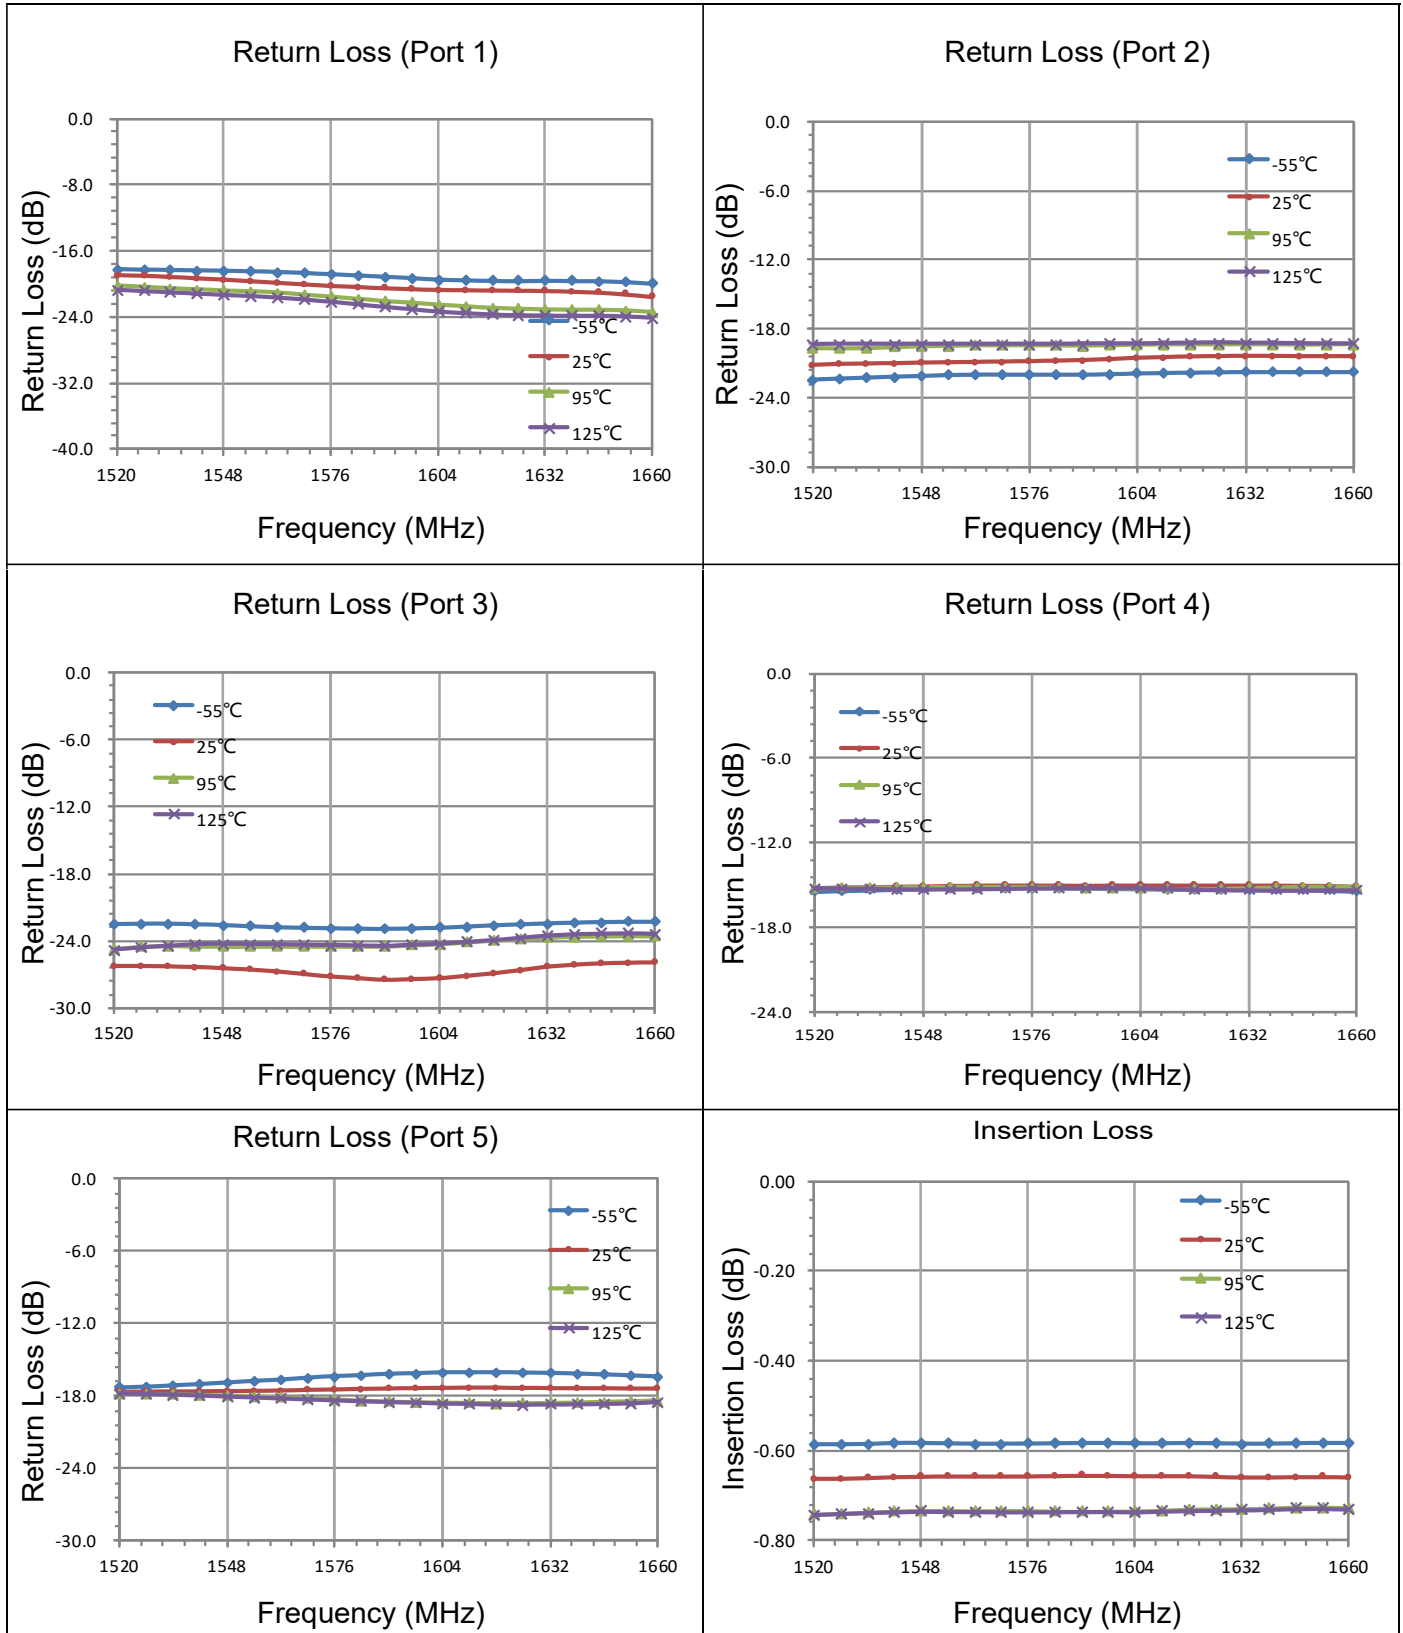 Return Loss (Port 1)
Return Loss (dB)
0.0
-8.0
-16.0
-24.0
-32.0
-40.0
-55℃
25℃
95℃
125℃
1520 1548 1576 1604 1632 1660
Frequency (MHz)
Return Loss (Port 2)
Return Loss (dB)
0.0
-6.0
-12.0
-18.0
-24.0
-30.0
-55℃
25℃
95℃
125℃
1520 1548 1576 1604 1632 1660
Frequency (MHz)
Return Loss (Port 3)
Return Loss (dB)
0.0
-6.0
-12.0
-18.0
-24.0
-30.0
-55℃
25℃
95℃
125℃
1520 1548 1576 1604 1632 1660
Frequency (MHz)
Return Loss (Port 4)
Return Loss (dB)
0.0
-6.0
-12.0
-18.0
-24.0
-55℃
25℃
95℃
125℃
1520 1548 1576 1604 1632 1660
Frequency (MHz)
Return Loss (Port 5)
Return Loss (dB)
0.0
-6.0
-12.0
-18.0
-24.0
-30.0
-55℃
25℃
95℃
125℃
1520 1548 1576 1604 1632 1660
Frequency (MHz)
Insertion Loss
Insertion Loss (dB)
0.00
-0.20
-0.40
-0.60
-0.80
-55℃
25℃
95℃
125℃
1520 1548 1576 1604 1632 1660
Frequency (MHz)